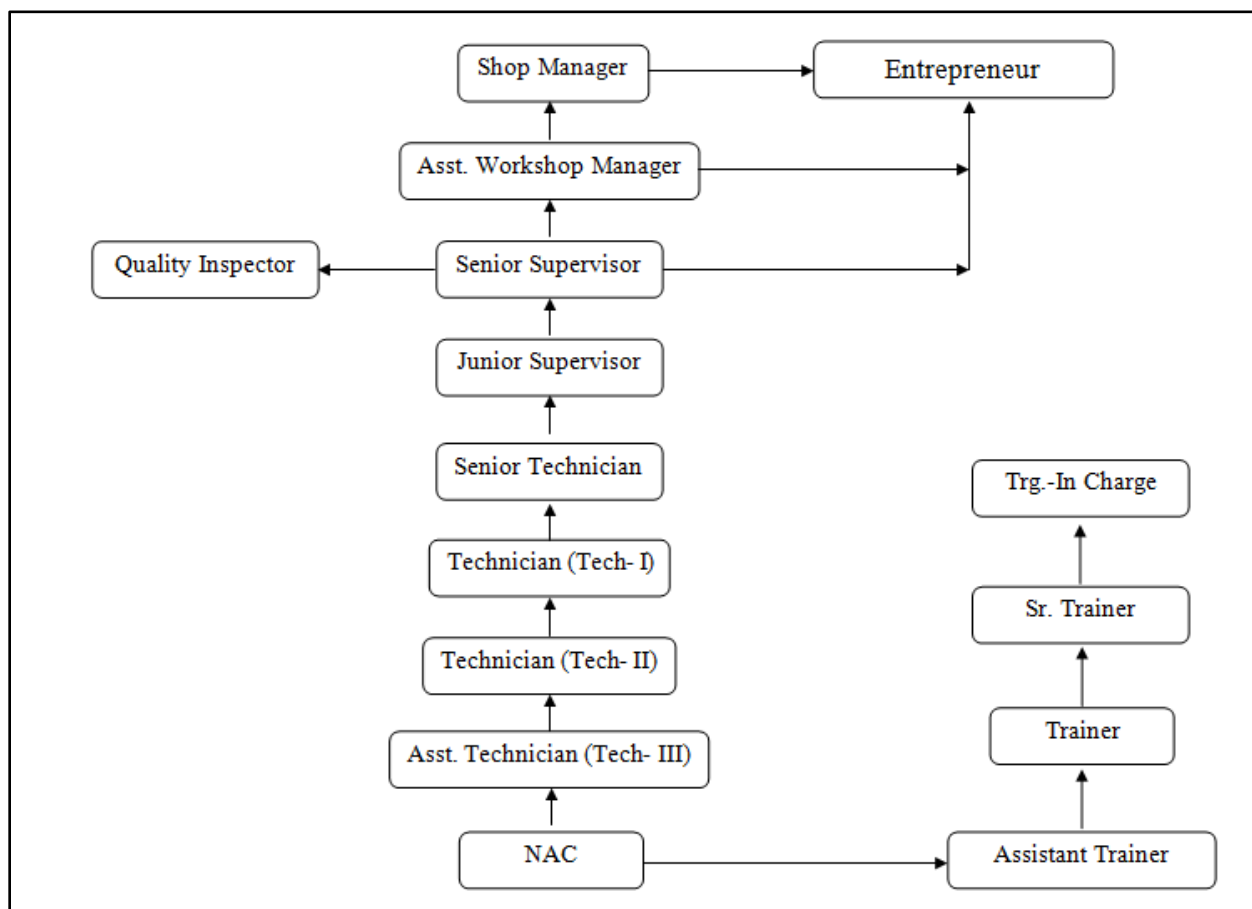 Shop Manager
Entrepreneur
Asst. Workshop Manager
Quality Inspector
Senior Supervisor
Junior Supervisor
Senior Technician
Trg.-In Charge
Technician (Tech- I)
Sr. Trainer
Technician (Tech- II)
Trainer
Asst. Technician (Tech- III)
NAC
Assistant Trainer